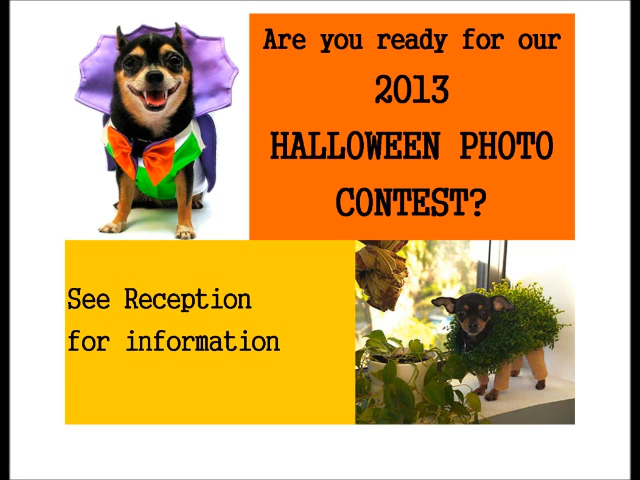 Are you ready for our
2013
HALLOWEEN PHOTO
CONTEST?
See Reception
for information